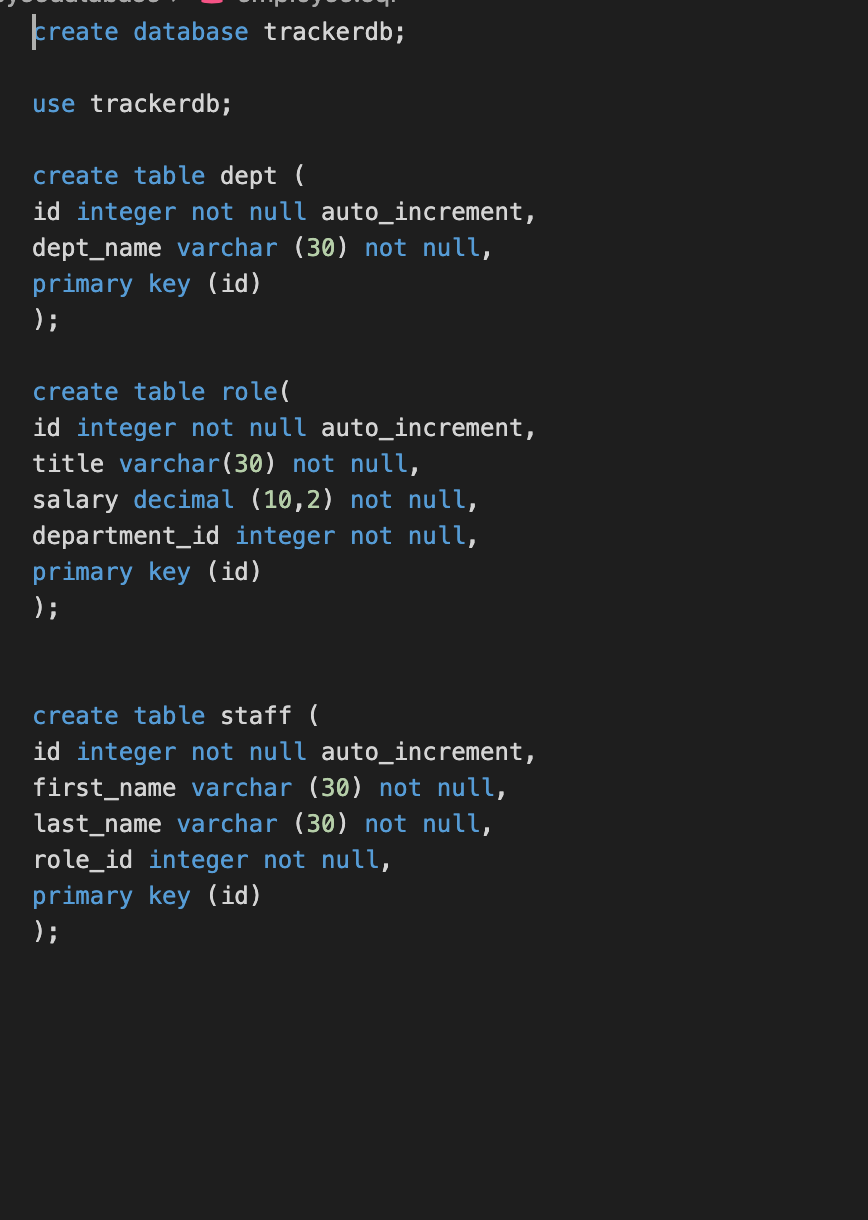 create database trackerdb;
use trackerdb;
create table dept (
id integer not null auto_increment,
dept_name varchar (30) not null,
primary key (id)
);
create table role(
id integer not null auto_increment,
title varchar(30) not null,
salary decimal (10,2) not null,
department_id integer not null,
primary key (id)
);
create table staff (
id integer not null auto_increment,
first_name varchar (30) not null,
last_name varchar (30) not null,
role_id integer not null,
primary key (id)
);